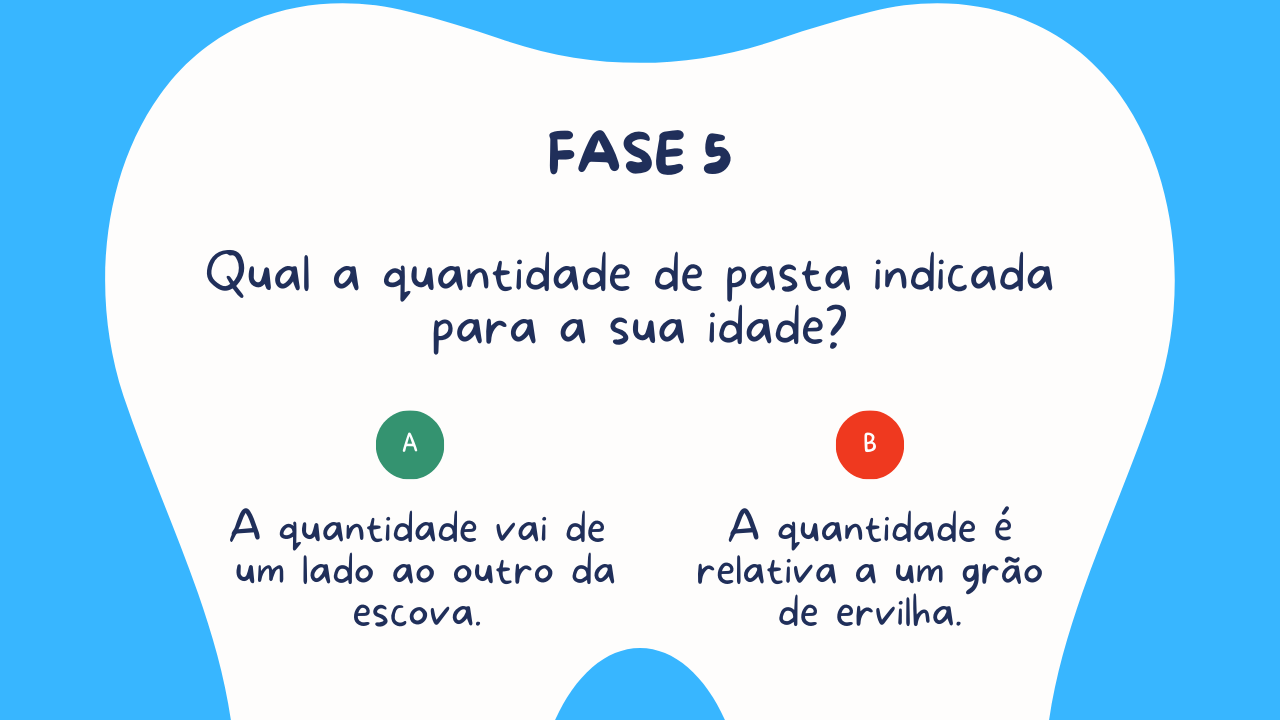 FASE 5
Qual a quantidade de pasta indicada
para a sua idade?
A
B
A quantidade vai de
um lado ao outro da
escova.
A quantidade é
relativa a um grão
de ervilha.